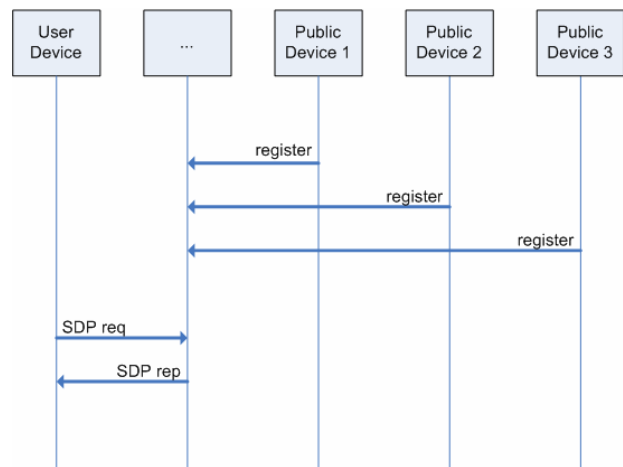 User
Device
...
Public
Device 1
Public
Device 2
Public
Device 3
register
register
register
SDP req
SDP rep